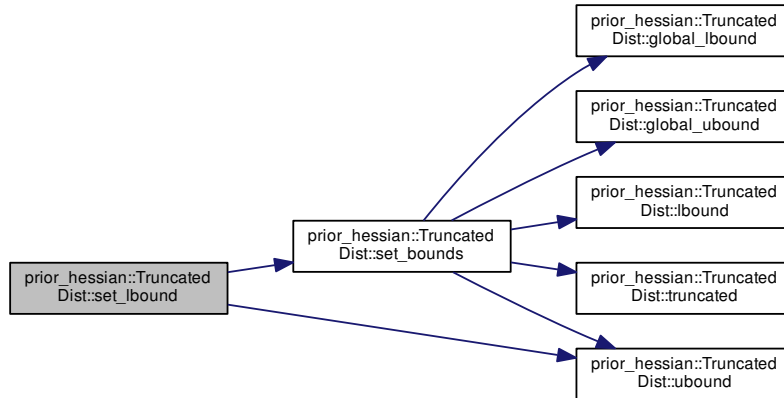 prior_hessian::Truncated
Dist::set_lbound
prior_hessian::Truncated
Dist::set_bounds
prior_hessian::Truncated
Dist::global_lbound
prior_hessian::Truncated
Dist::global_ubound
prior_hessian::Truncated
Dist::lbound
prior_hessian::Truncated
Dist::truncated
prior_hessian::Truncated
Dist::ubound